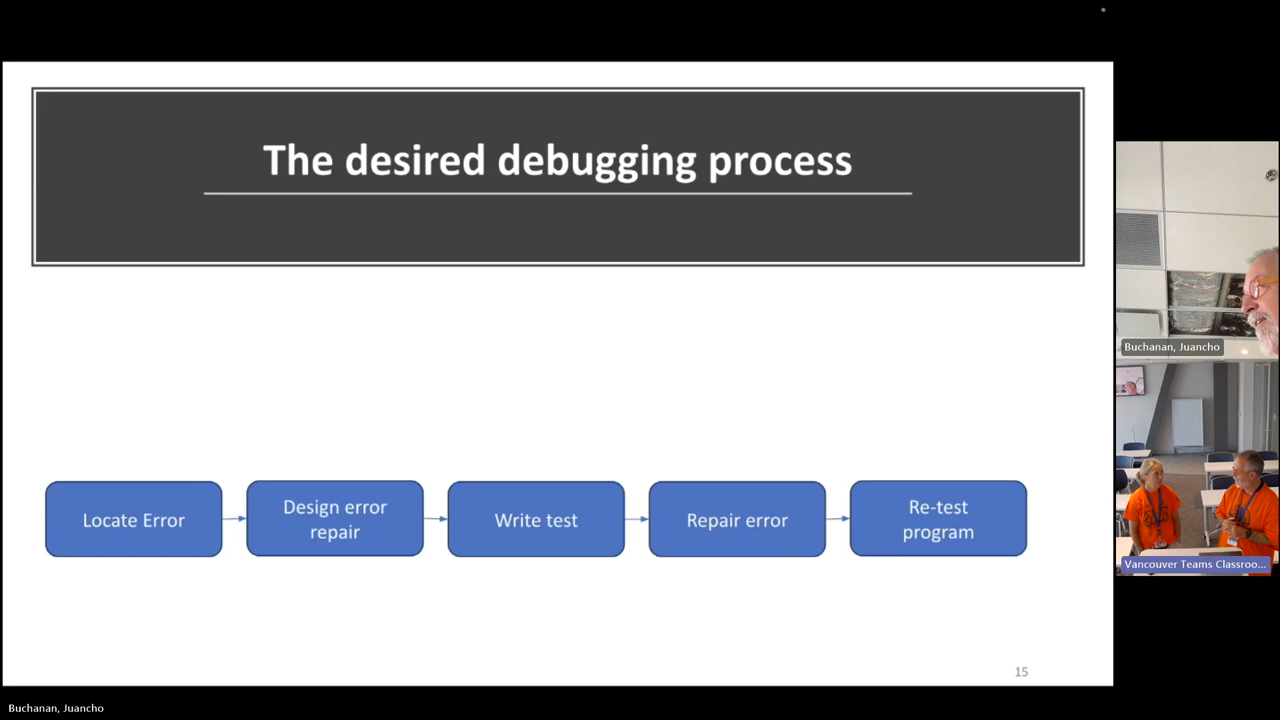 The desired debugging process
Locate Error
Design error
repair
Write test
Repair error
Re-test
program
15
Buchanan, Juancho
Vancouver Teams Classroo...
Buchanan, Juancho